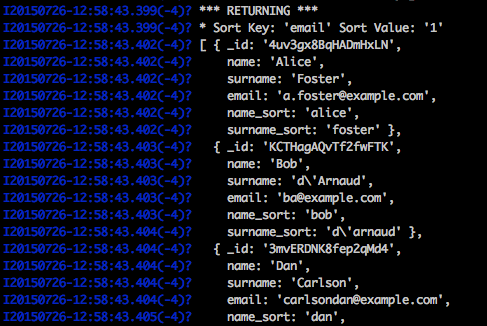 I20150726-12:58:43.399(-4)? *** RETURNING ***
I20150726-12:58:43.399(-4)? * Sort Key: 'email' Sort Value: '1'
I20150726-12:58:43.402(-4)? [ { _id: '4uv3gx8BqHADmHxLN',
I20150726-12:58:43.402(-4)?     name: 'Alice',
I20150726-12:58:43.402(-4)?     surname: 'Foster',
I20150726-12:58:43.402(-4)?     email: 'a.foster@example.com',
I20150726-12:58:43.402(-4)?     name_sort: 'alice',
I20150726-12:58:43.402(-4)?     surname_sort: 'foster' },
I20150726-12:58:43.403(-4)?   { _id: 'KCTHagAQvTf2fwFTK',
I20150726-12:58:43.403(-4)?     name: 'Bob',
I20150726-12:58:43.403(-4)?     surname: 'd\'Arnaud',
I20150726-12:58:43.403(-4)?     email: 'ba@example.com',
I20150726-12:58:43.403(-4)?     name_sort: 'bob',
I20150726-12:58:43.404(-4)?     surname_sort: 'd\'arnaud' },
I20150726-12:58:43.404(-4)?   { _id: '3mvERDNK8fep2qMd4',
I20150726-12:58:43.404(-4)?     name: 'Dan',
I20150726-12:58:43.404(-4)?     surname: 'Carlson',
I20150726-12:58:43.404(-4)?     email: 'carlsondan@example.com',
I20150726-12:58:43.405(-4)?     name_sort: 'dan',